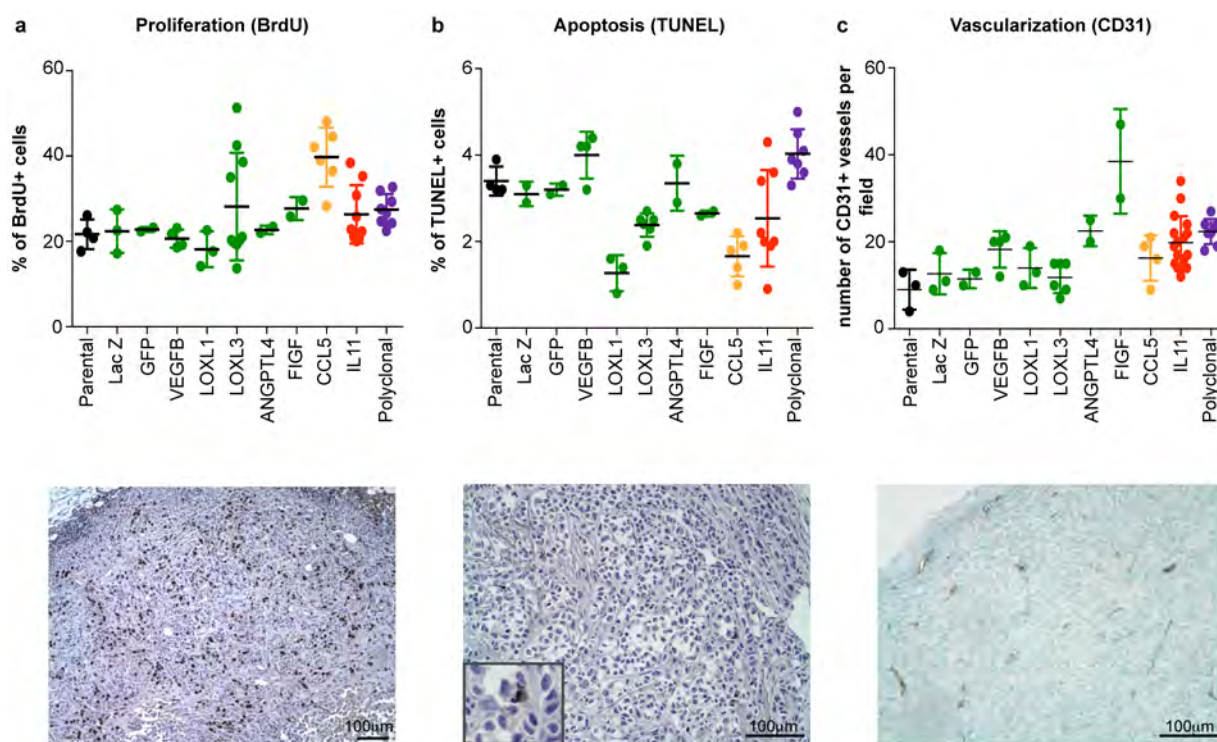 a Proliferation (BrdU)
% of BrdU+ cells
60
40
20
0
Parental
Lac Z
GFP
VEGFB
LOXL1
LOXL3
ANGPTL4
FIGF
CCL5
IL11
Polyclonal
b Apoptosis (TUNEL)
% of TUNEL+ cells
6
4
2
0
Parental
Lac Z
GFP
VEGFB
LOXL1
LOXL3
ANGPTL4
FIGF
CCL5
IL11
Polyclonal
c Vascularization (CD31)
number of CD31+ vessels per
field
60
40
20
0
Parental
Lac Z
GFP
VEGFB
LOXL1
LOXL3
ANGPTL4
FIGF
CCL5
IL11
Polyclonal
100µm
100µm
100µm